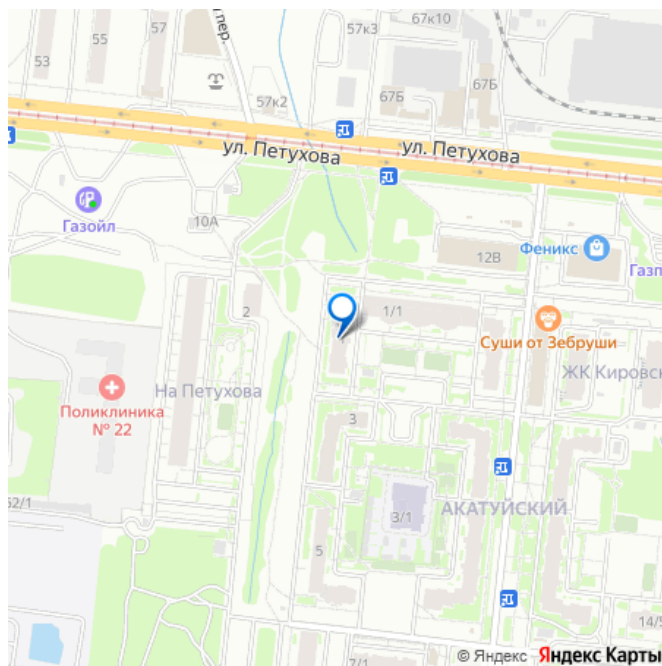 53
55
57
пер.
57к2
57к3
67к10
67Б
67Б
ул. Петухова
ул. Петухова
Газойл
10А
12В
Феникс
Газп
2
1/1
Суши от Зебруши
На Петухова
ЖК Кировск
Поликлиника
№ 22
3
52/1
3/1
АКАТУЙСКИЙ
5
14/5
7/1
© Яндекс Яндекс Карты